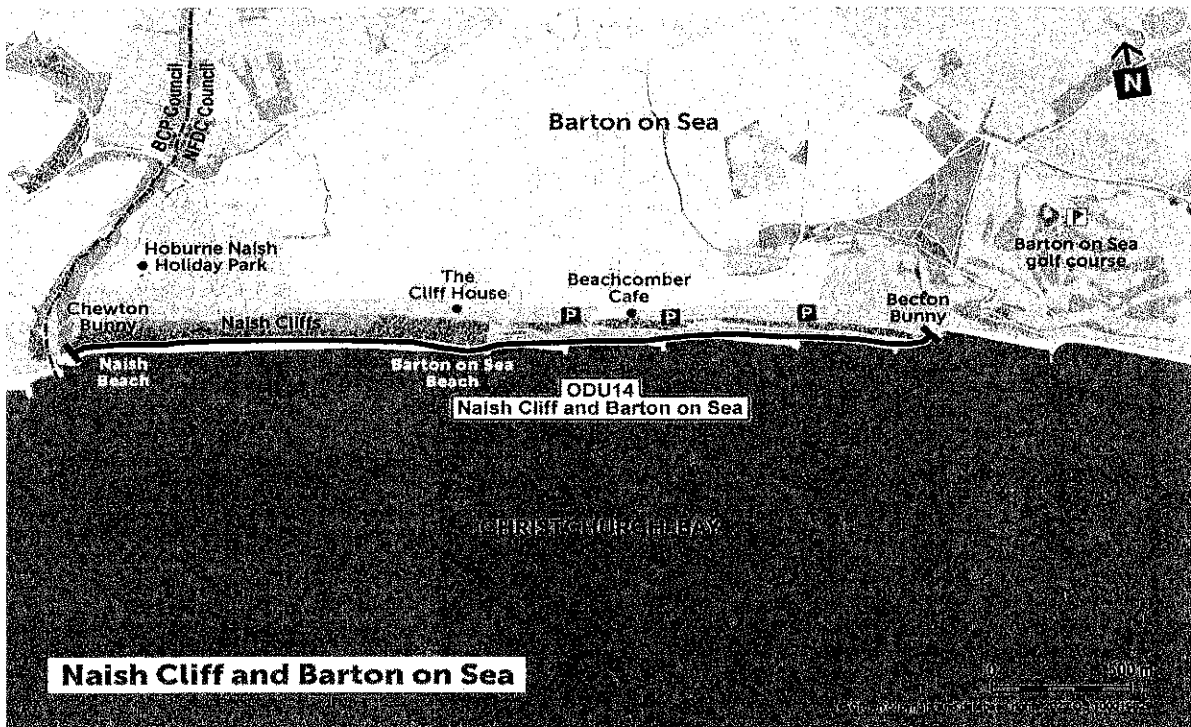 BCP Council
NFDC Council
N
Barton on Sea
Hoburne Naish
Holiday Park
The
Cliff House
Beachcomber
Cafe
Barton on Sea
golf course
Chewton
Bunny
Naish Cliffs
P
P
P
Becton
Bunny
Naish
Beach
Barton on Sea
Beach
ODU14
Naish Cliff and Barton on Sea
CHRISTCHURCH BAY
Naish Cliff and Barton on Sea
0 500 m